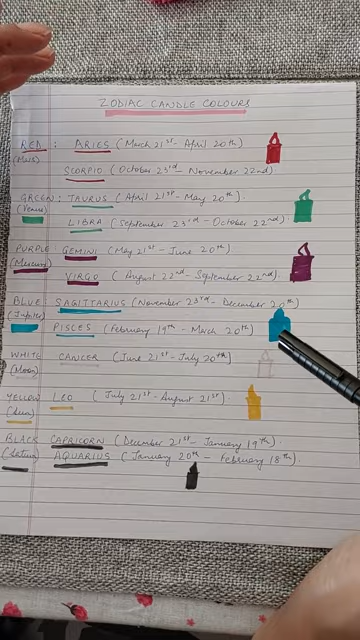 ZODIAC CANDLE COLOURS
RED : ARIES (March 21st - April 20th)
(Mars)
SCORPIO (October 23rd - November 22nd)
GREEN : TAURUS (April 21st - May 20th)
(Venus)
LIBRA (September 23rd - October 22nd)
PURPLE : GEMINI (May 21st - June 20th)
(Mercury)
VIRGO (August 22nd - September 22nd)
BLUE : SAGITTARIUS (November 23rd - December 20th)
(Jupiter)
PISCES (February 19th - March 20th)
WHITE : CANCER (June 21st - July 20th)
(Moon)
YELLOW : LEO (July 21st - August 21st)
(Sun)
BLACK : CAPRICORN (December 21st - January 19th)
(Saturn) AQUARIUS (January 20th - February 18th)